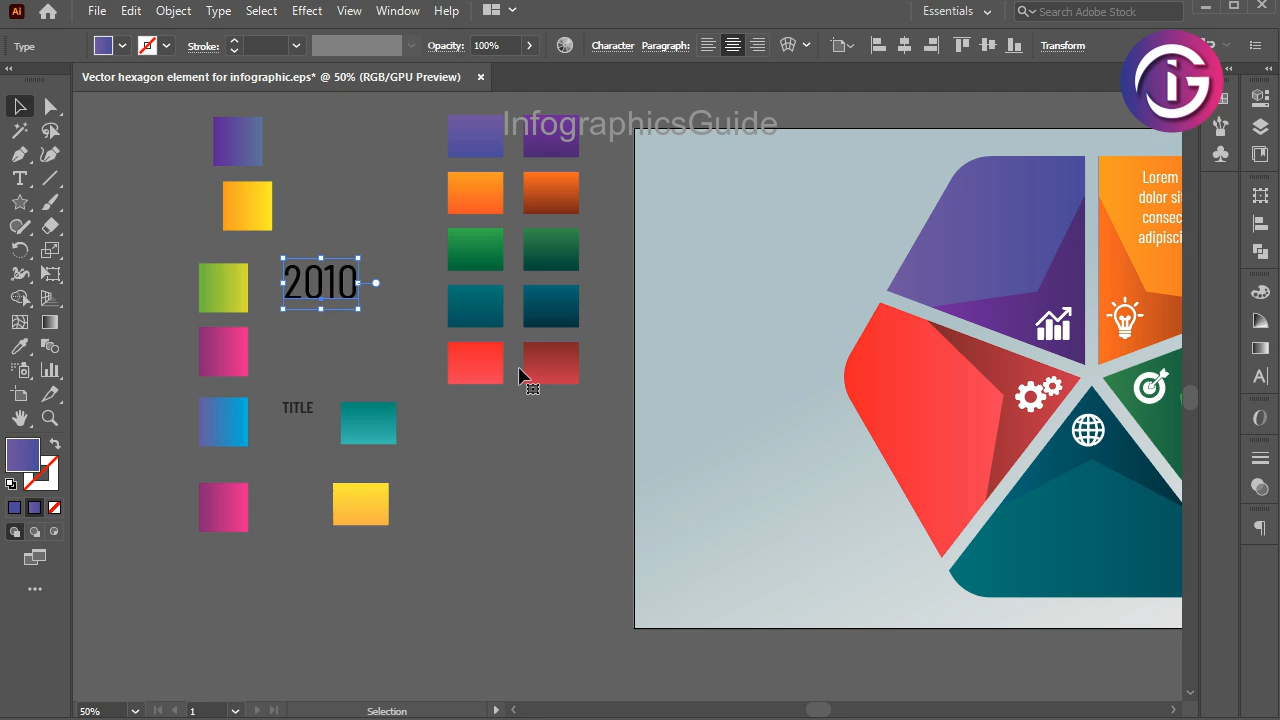 Ai File Edit Object Type Select Effect View Window Help Essentials Search Adobe Stock
Type Stroke: Opacity: 100% Character Paragraph: Transform
Vector hexagon element for infographic.eps* @ 50% (RGB/GPU Preview) ×
iG
InfographicsGuide
Lorem
dolor si
consec
adipisci
2010
TITLE
50% 1 Selection